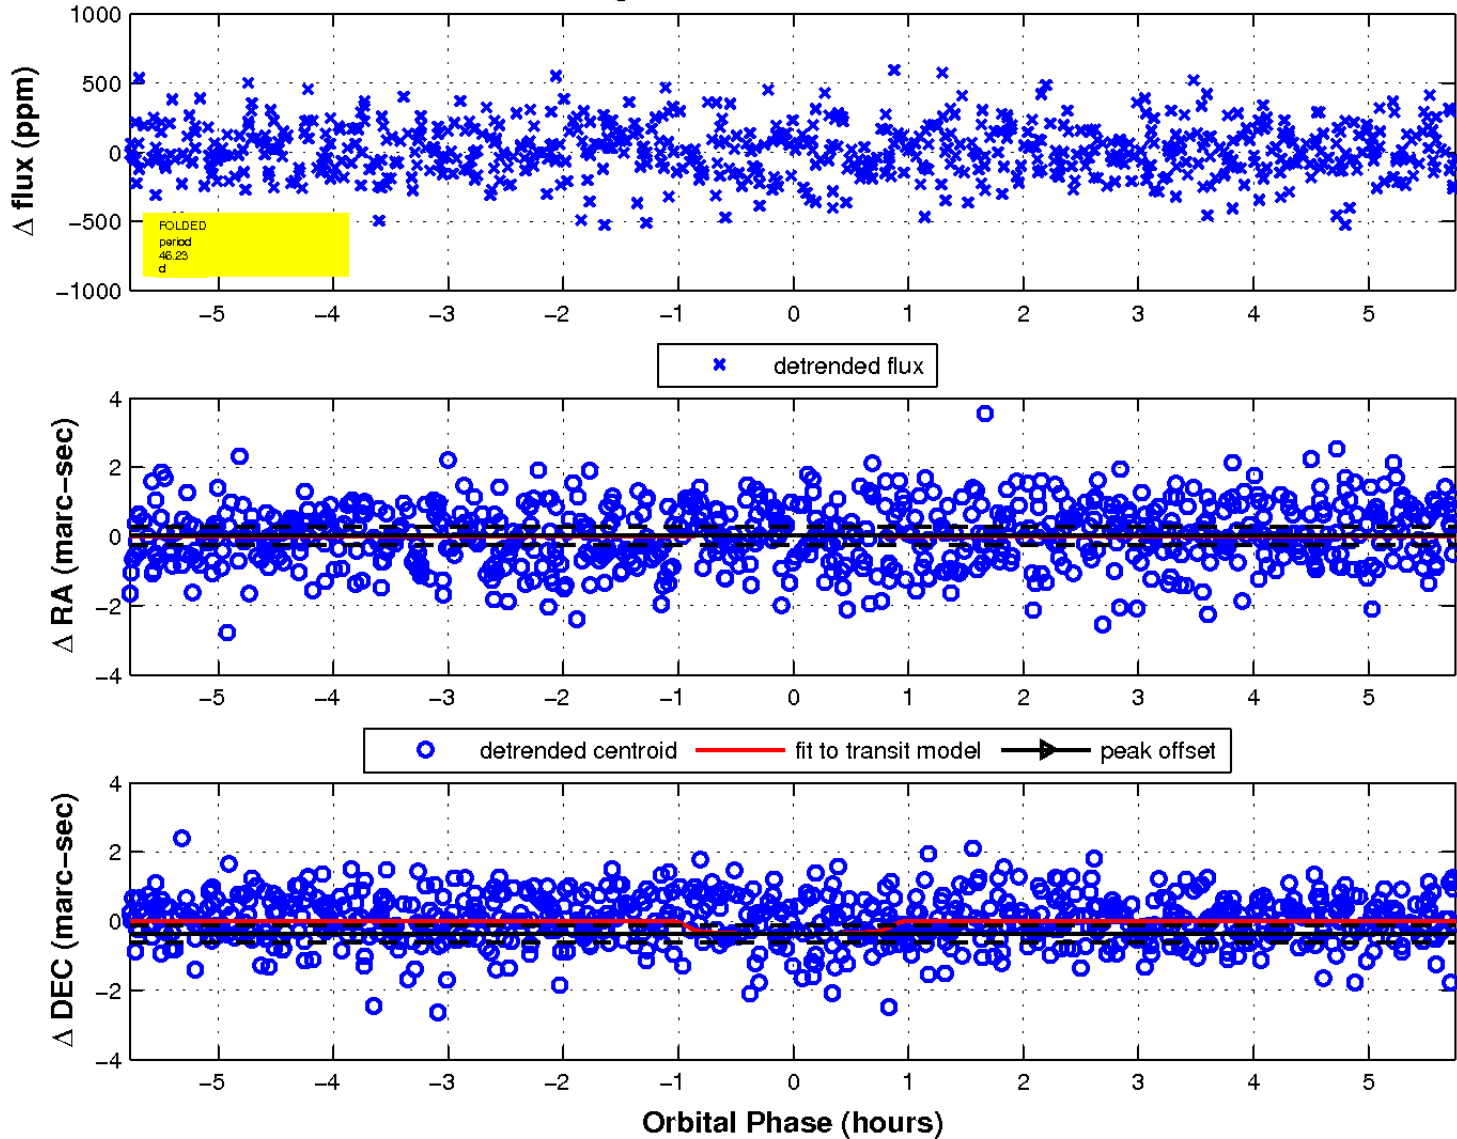 1000
500
0
−500
−1000
Δ flux (ppm)
FOLDED
period
46.23
d
−5 −4 −3 −2 −1 0 1 2 3 4 5
detrended flux
4
2
0
−2
−4
Δ RA (marc−sec)
−5 −4 −3 −2 −1 0 1 2 3 4 5
detrended centroid fit to transit model peak offset
4
2
0
−2
−4
Δ DEC (marc−sec)
−5 −4 −3 −2 −1 0 1 2 3 4 5
Orbital Phase (hours)